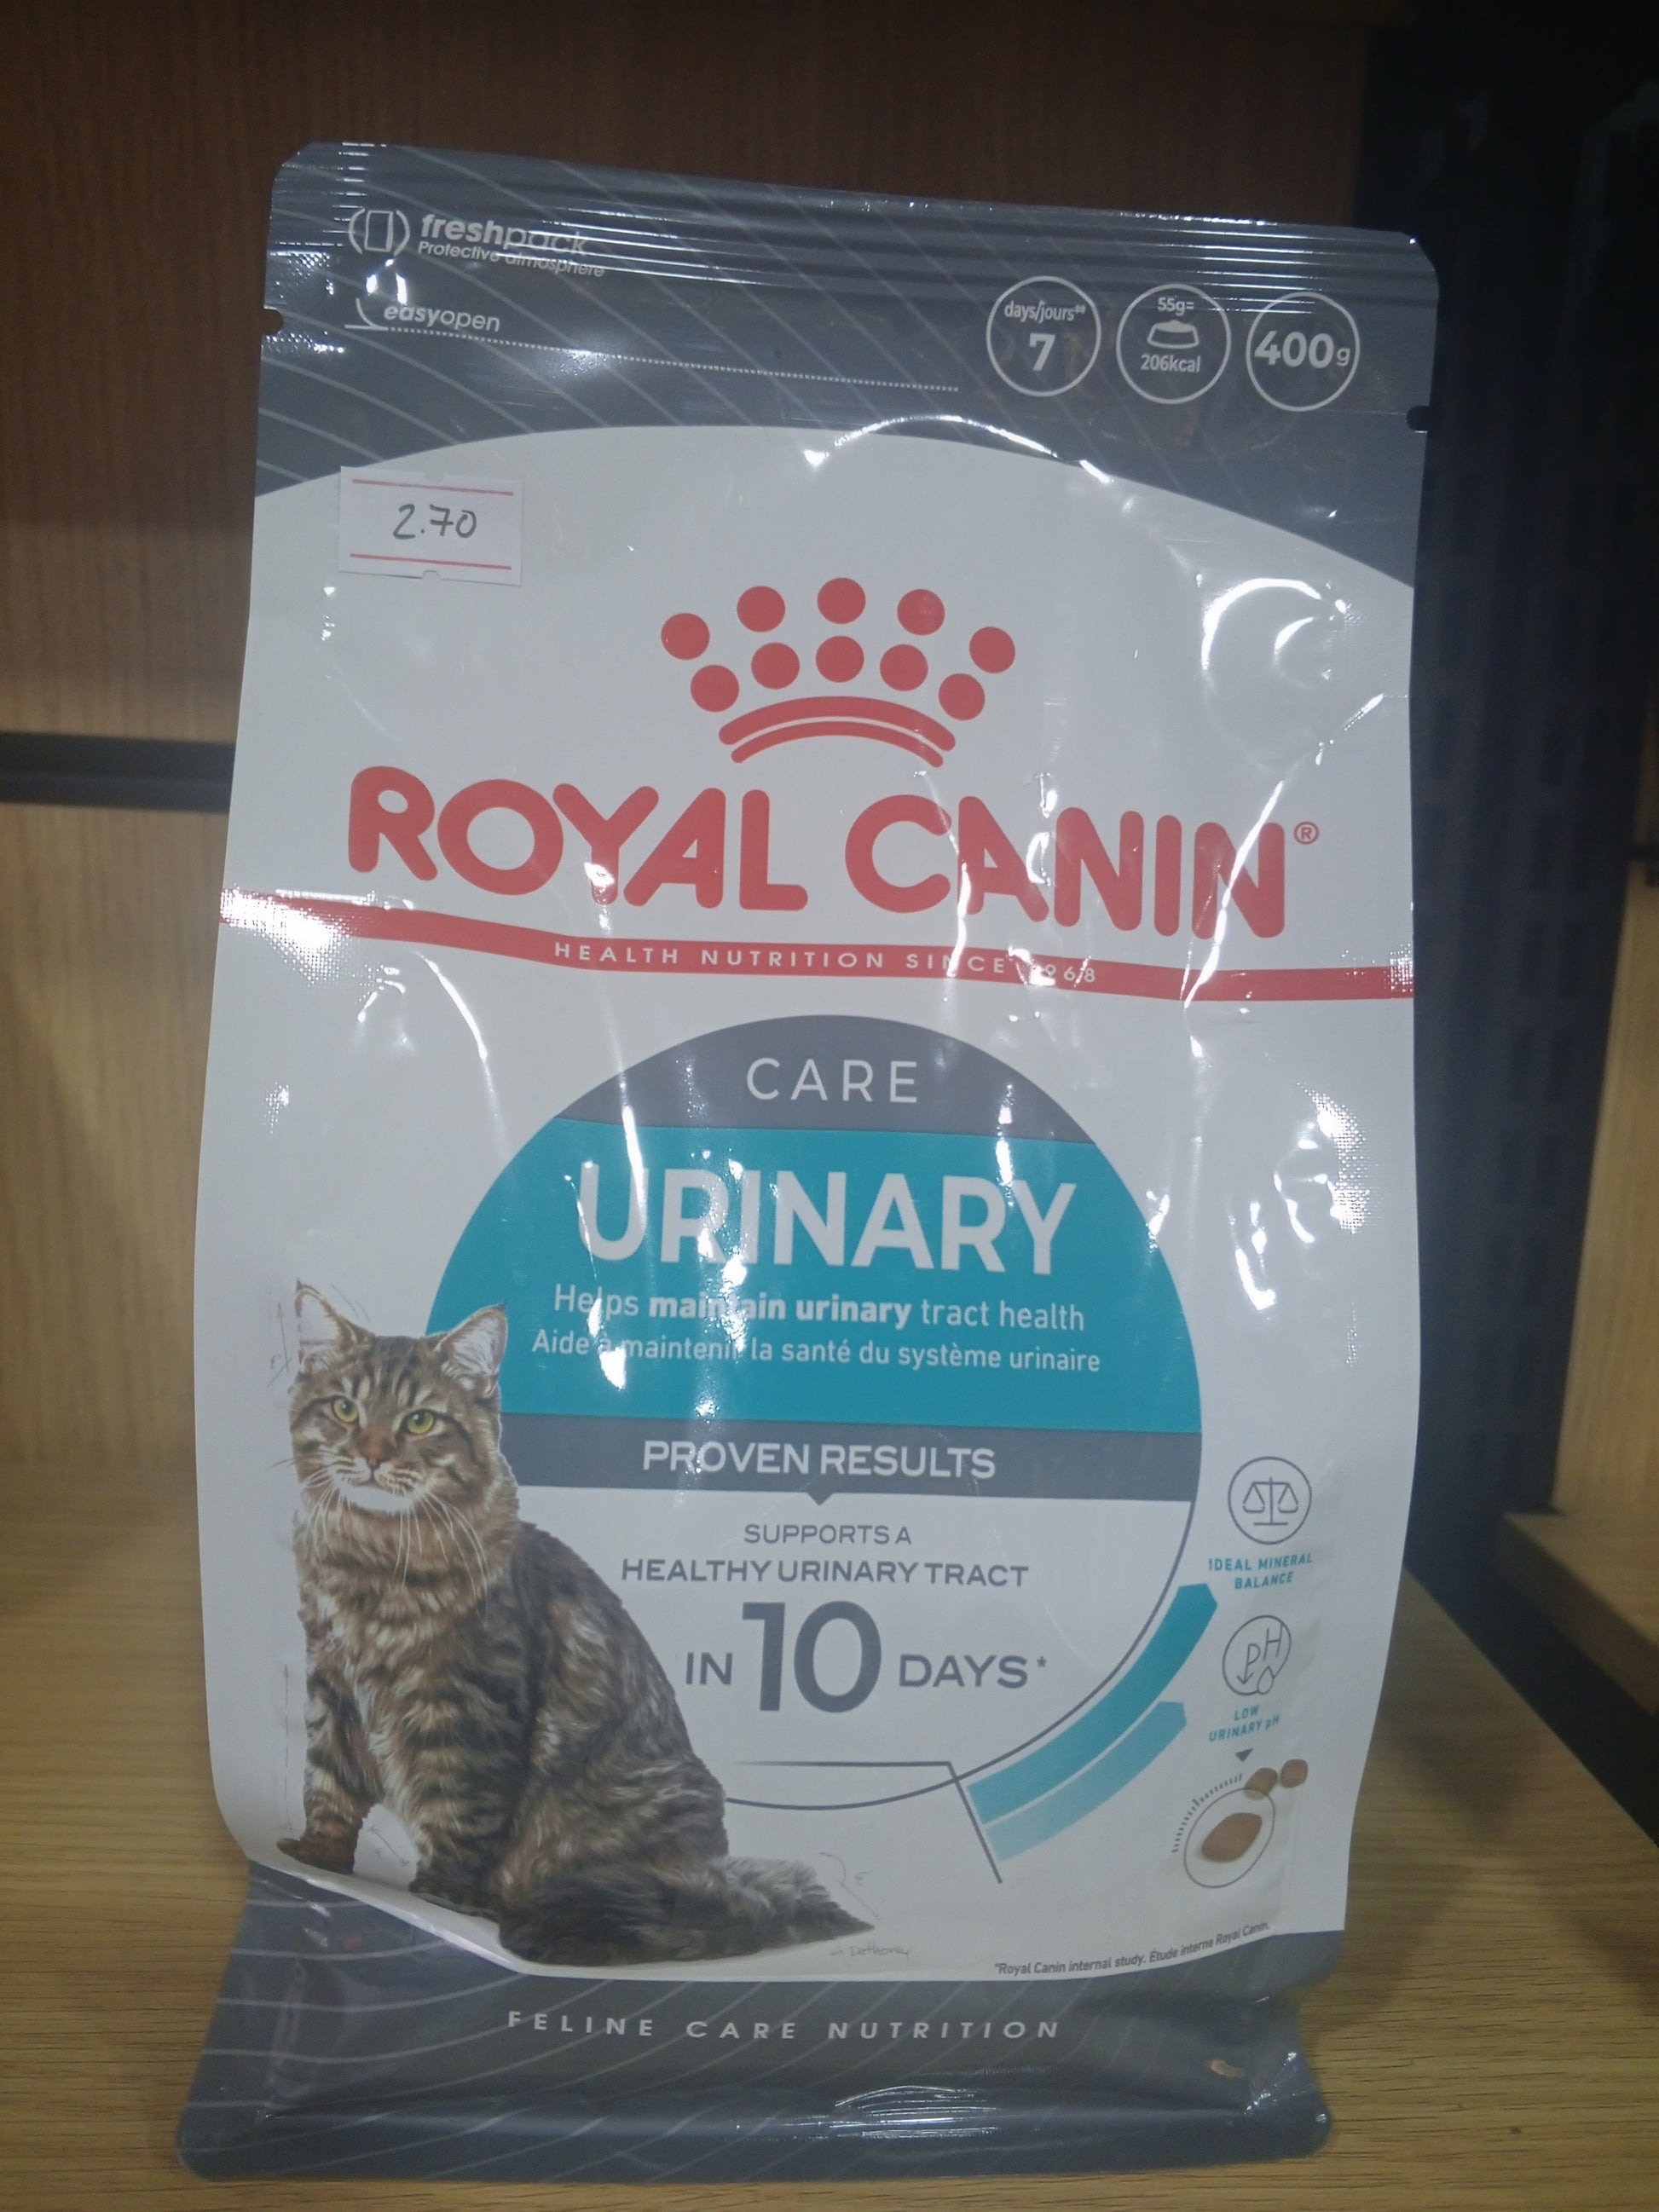 freshpack
Protective atmosphere
easyopen
days/jours**
7
55g=
206kcal
400g
2.70
ROYAL CANIN®
HEALTH NUTRITION SINCE 1968
CARE
URINARY
Helps maintain urinary tract health
Aide à maintenir la santé du système urinaire
PROVEN RESULTS
SUPPORTS A
HEALTHY URINARY TRACT
IN 10 DAYS*
IDEAL MINERAL
BALANCE
pH
LOW
URINARY pH
*Royal Canin internal study. Étude interne Royal Canin.
FELINE CARE NUTRITION